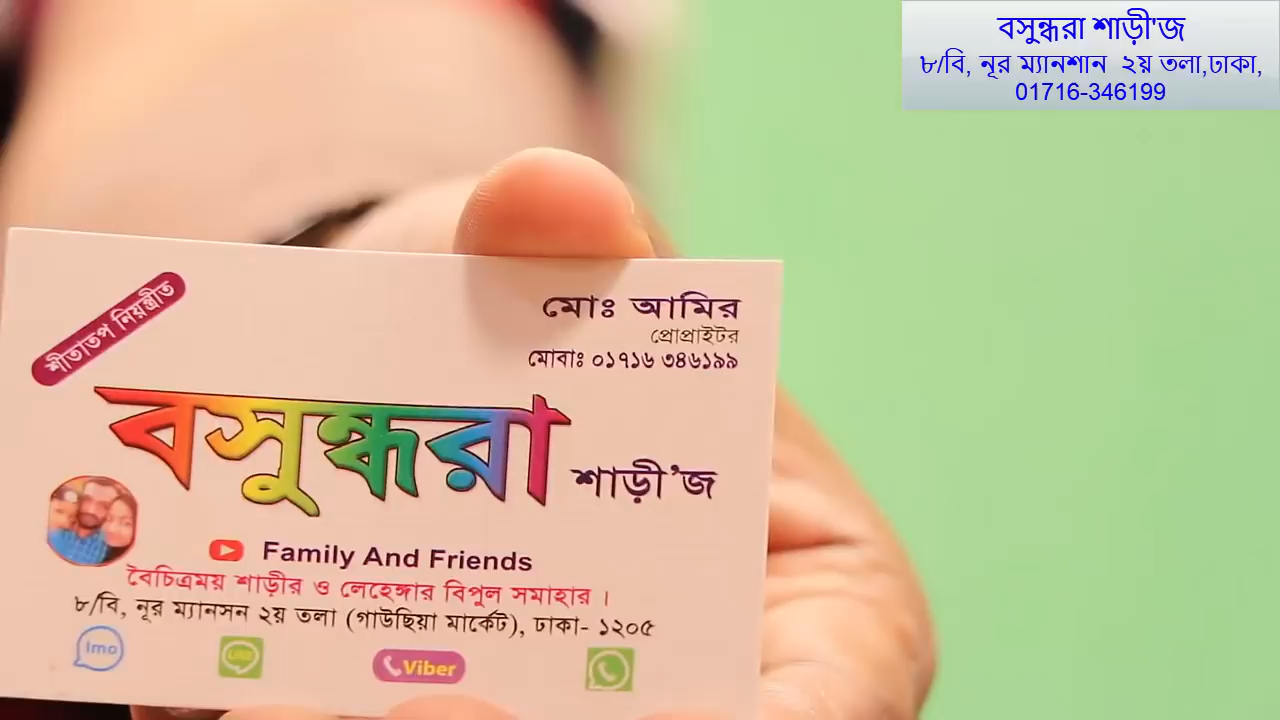 বসুন্ধরা শাড়ী'জ
৮/বি, নূর ম্যানশান ২য় তলা,ঢাকা,
01716-346199
শীতাতপ নিয়ন্ত্রীত
মোঃ আমির
প্রোপ্রাইটর
মোবাঃ ০১৭১৬ ৩৪৬১৯৯
বসুন্ধরা শাড়ী’জ
Family And Friends
বৈচিত্রময় শাড়ীর ও লেহেঙ্গার বিপুল সমাহার ।
৮/বি, নূর ম্যানসন ২য় তলা (গাউছিয়া মার্কেট), ঢাকা- ১২০৫
Imo LINE Viber